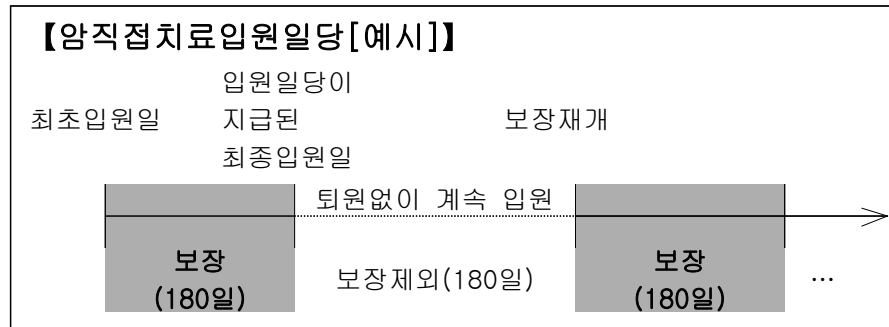 【암직접치료입원일당[예시]】
입원일당이
최초입원일 지급된 보장재개
최종입원일
퇴원없이 계속 입원
보장 보장
보장제외(180일) …
(180일) (180일)